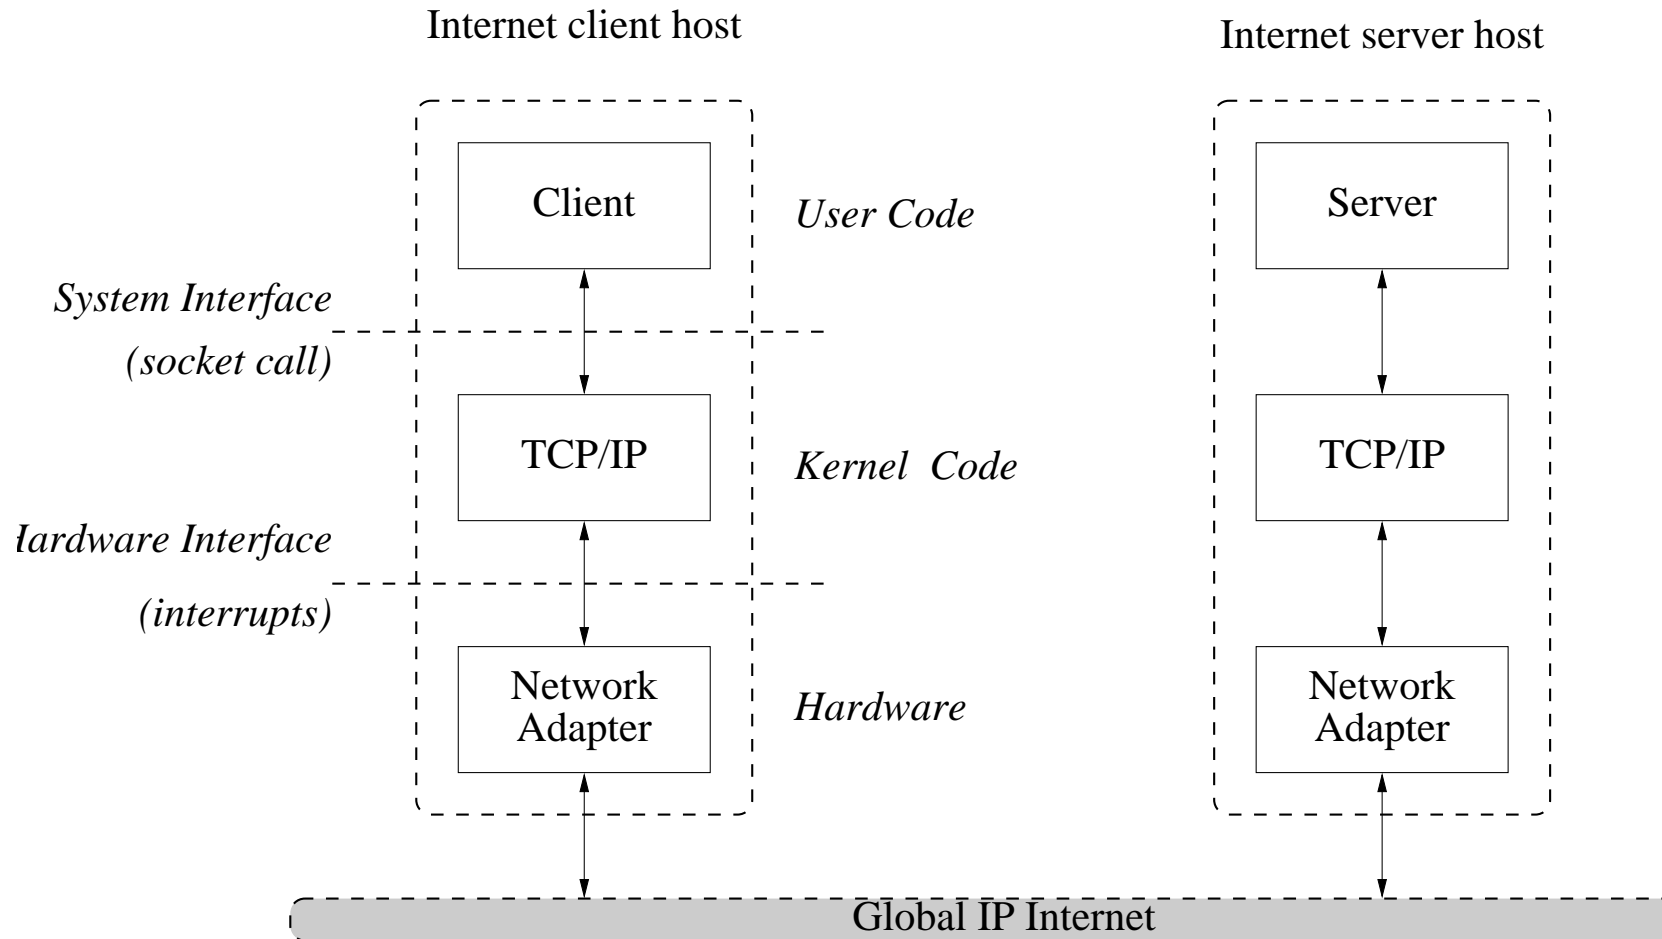 Internet client host
Internet server host
Client
User Code
Server
System Interface
(socket call)
TCP/IP
Kernel Code
TCP/IP
Interface
(interrupts)
Network
Adapter
Hardware
Network
Adapter
Global IP Internet